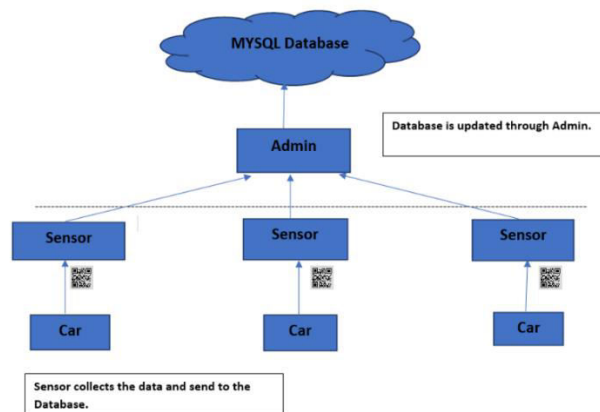 MYSQL Database
Database is updated through Admin.
Admin
Sensor
Sensor
Sensor
Car
Car
Car
Sensor collects the data and send to the
Database.